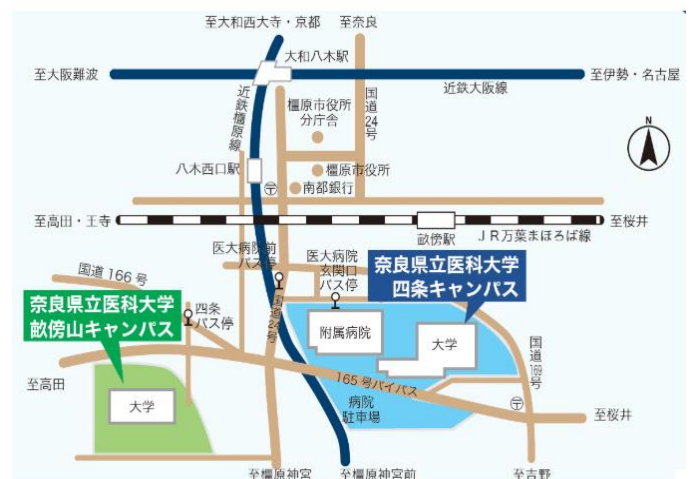 至大和西大寺・京都
至奈良
大和八木駅
至大阪難波
至伊勢・名古屋
近鉄大阪線
近鉄橿原線
橿原市役所
分庁舎
国道24号
N
八木西口駅
橿原市役所
〒
南都銀行
至高田・王寺
畝傍駅
至桜井
JR万葉まほろば線
医大病院前
バス停
医大病院
玄関口
バス停
奈良県立医科大学
四条キャンパス
国道166号
奈良県立医科大学
畝傍山キャンパス
四条
バス停
国道24号
附属病院
大学
国道169号
至高田
165号バイパス
大学
病院
駐車場
〒
至桜井
至橿原神宮
至橿原神宮前
至吉野